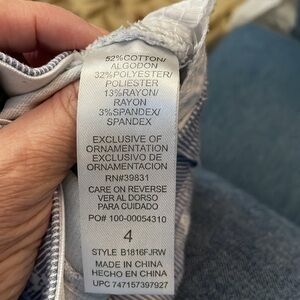 52%COTTON/
ALGODON
32%POLYESTER/
POLIESTER
13%RAYON/
RAYON
3%SPANDEX/
SPANDEX
EXCLUSIVE OF
ORNAMENTATION
EXCLUSIVO DE
ORNAMENTACION
RN#39831
CARE ON REVERSE
VER AL DORSO
PARA CUIDADO
PO# 100-00054310
4
STYLE B1816FJRW
MADE IN CHINA
HECHO EN CHINA
UPC 747157397927